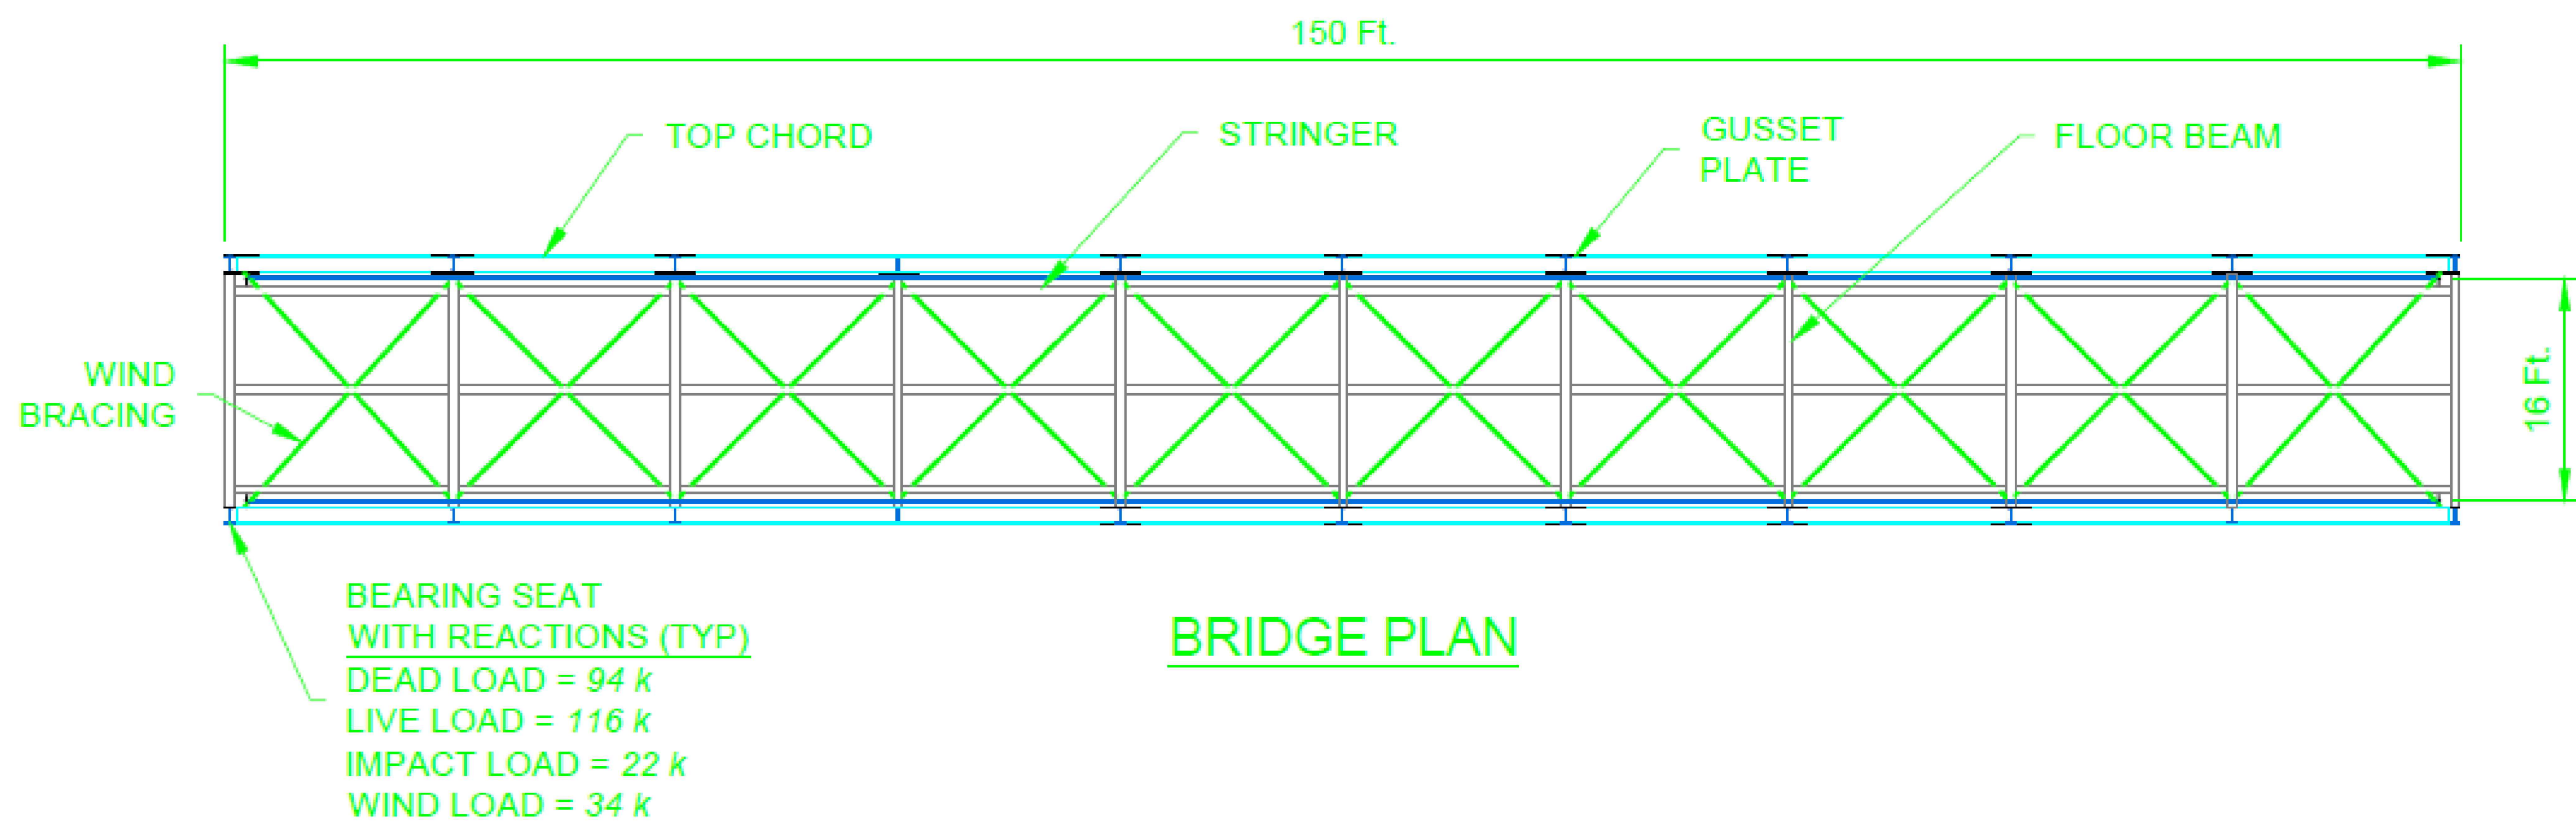 150 Ft.
TOP CHORD
STRINGER
GUSSET
PLATE
FLOOR BEAM
WIND
BRACING
16 Ft.
BEARING SEAT
WITH REACTIONS (TYP)
DEAD LOAD = 94 k
LIVE LOAD = 116 k
IMPACT LOAD = 22 k
WIND LOAD = 34 k
BRIDGE PLAN